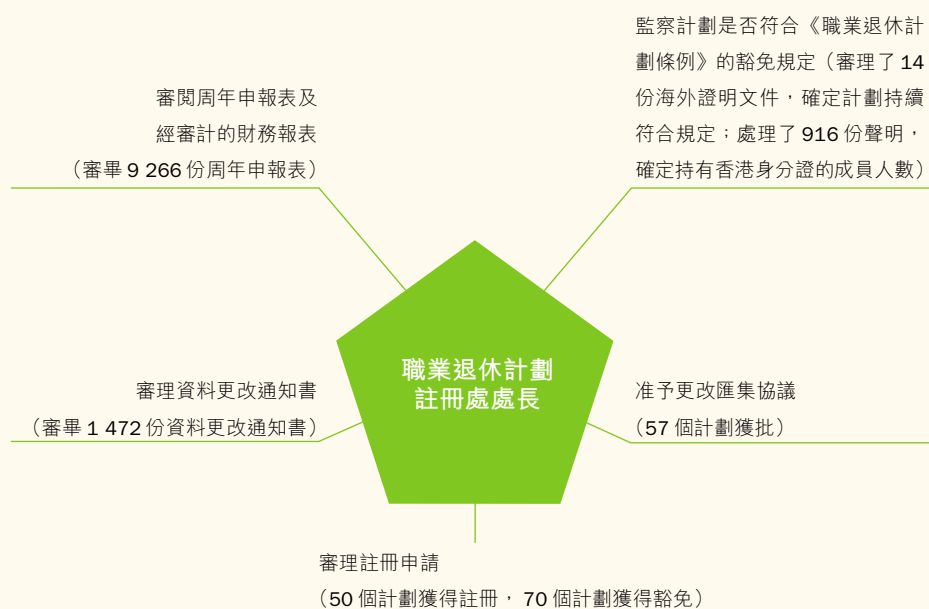 審閱周年申報表及
經審計的財務報表
（審畢 9 266 份周年申報表）
監察計劃是否符合《職業退休計
劃條例》的豁免規定（審理了 14
份海外證明文件，確定計劃持續
符合規定；處理了 916 份聲明，
確定持有香港身分證的成員人數）
職業退休計劃
註冊處處長
審理資料更改通知書
（審畢 1 472 份資料更改通知書）
准予更改匯集協議
（57 個計劃獲批）
審理註冊申請
（50 個計劃獲得註冊，70 個計劃獲得豁免）